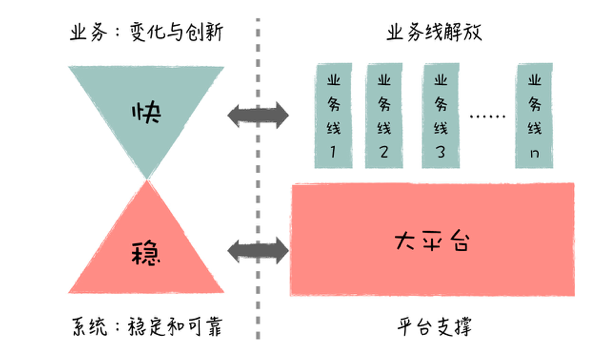 业务：变化与创新
业务线解放
快
业务线1
业务线2
业务线3
……
业务线n
稳
大平台
系统：稳定和可靠
平台支撑